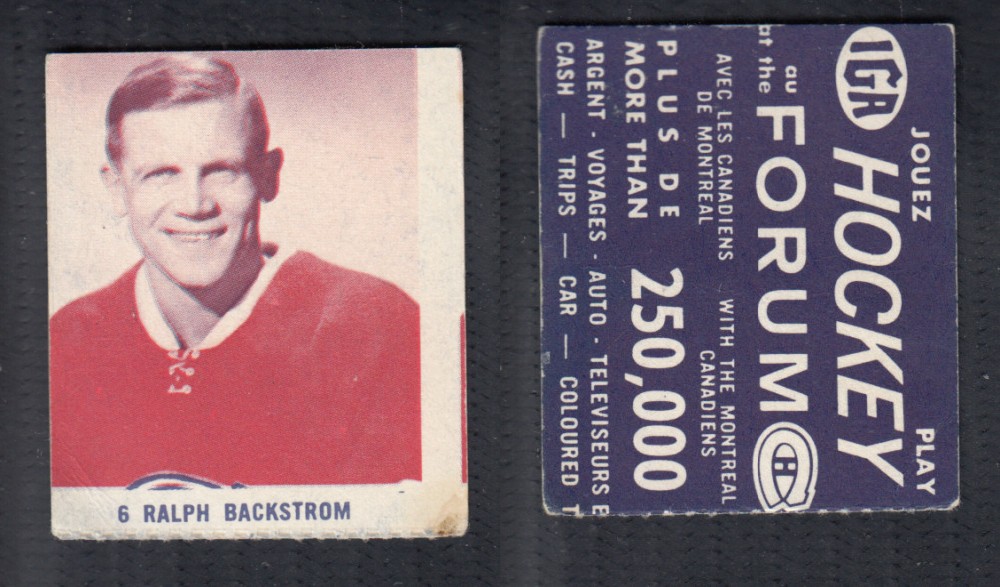 6 RALPH BACKSTROM
JOUEZ PLAY
IGA HOCKEY
au
at the FORUM
AVEC LES CANADIENS WITH THE MONTREAL
DE MONTREAL CANADIENS
PLUS DE
MORE THAN 250,000
ARGENT · VOYAGES · AUTO · TELEVISEURS
CASH — TRIPS — CAR — COLOURED